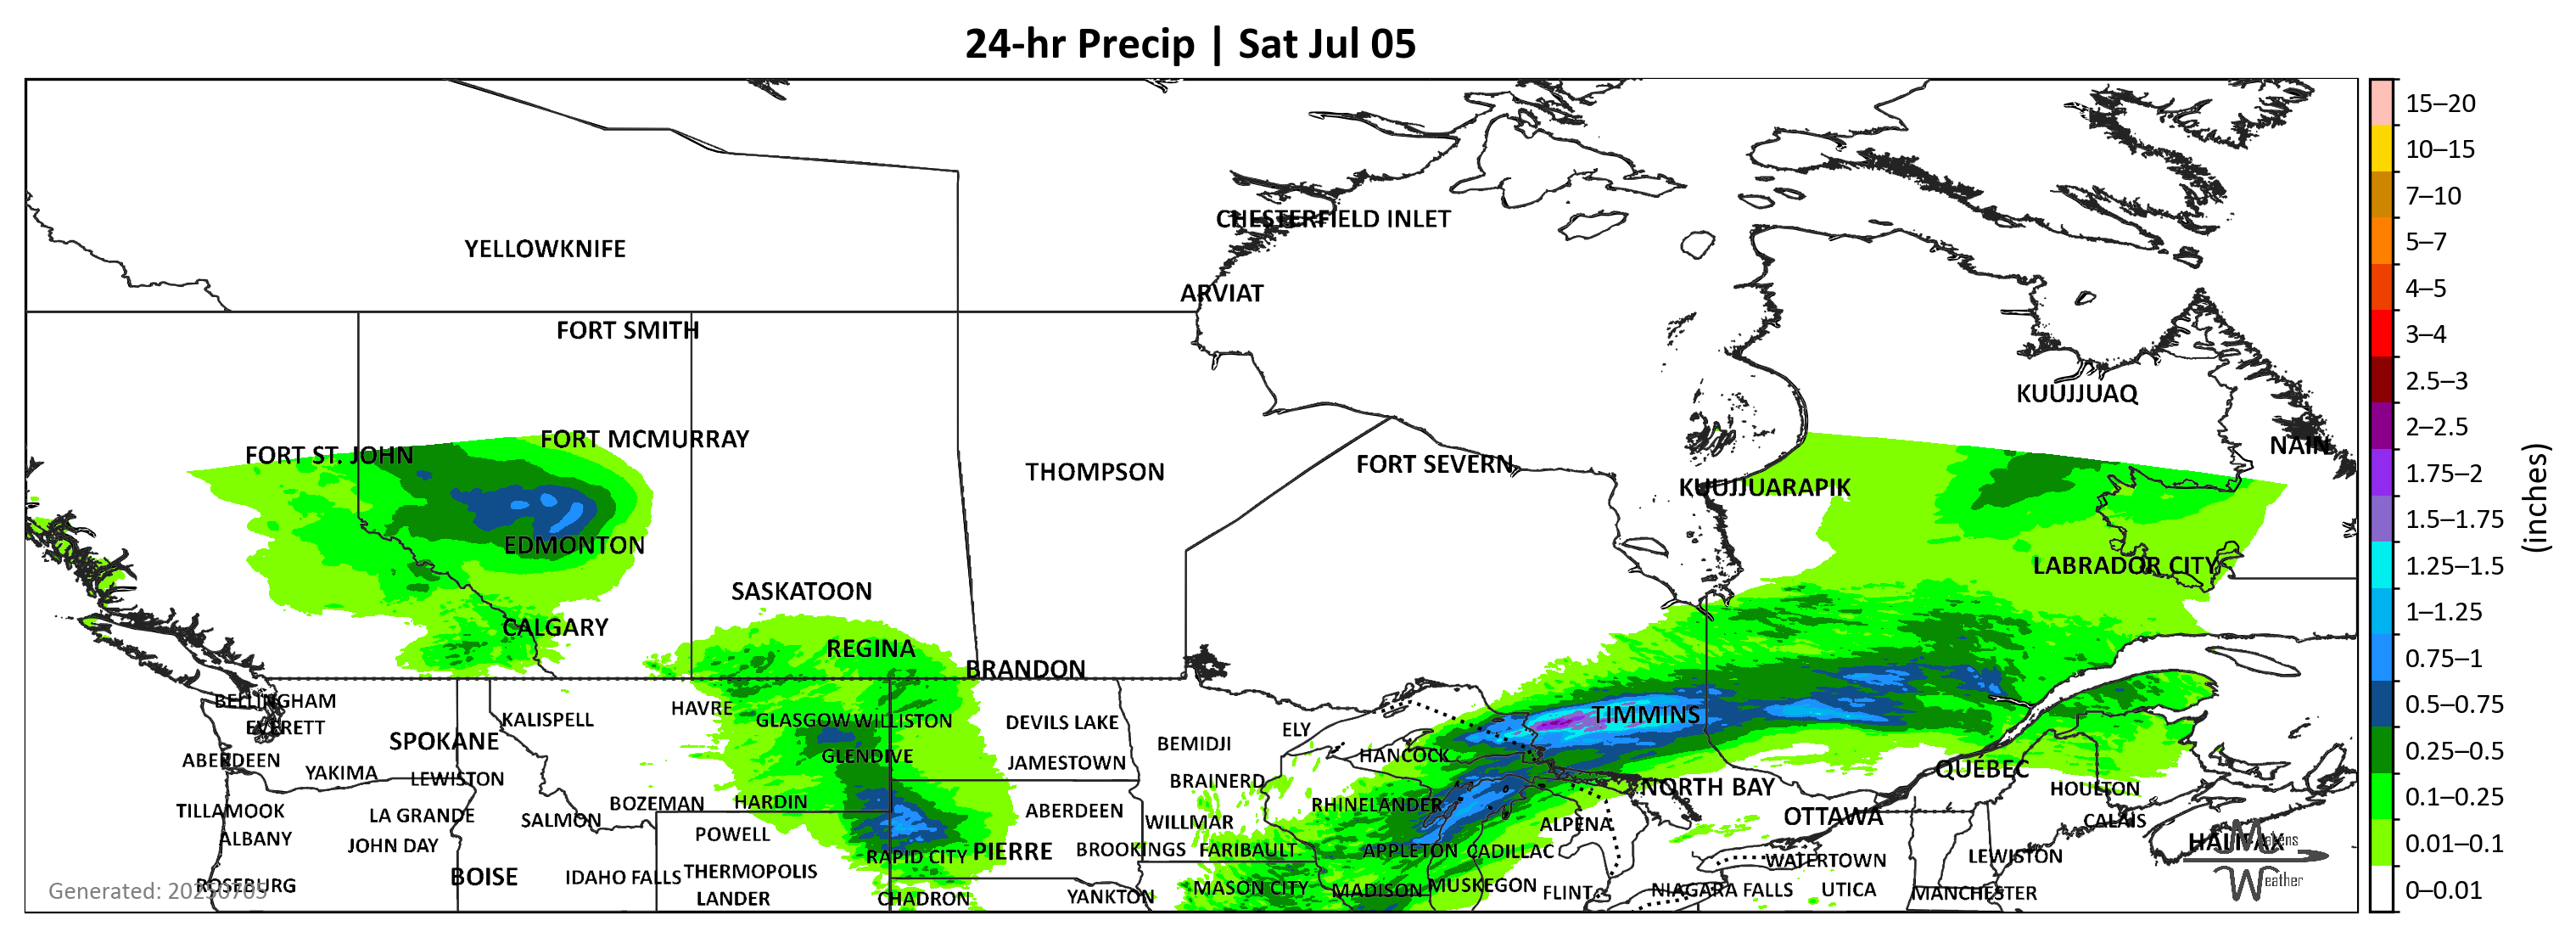 24-hr Precip | Sat Jul 05
CHESTERFIELD INLET
YELLOWKNIFE
ARVIAT
FORT SMITH
KUUJJUAQ
FORT ST. JOHN
FORT MCMURRAY
NAIN
THOMPSON
FORT SEVERN
KUUJJUARAPIK
EDMONTON
LABRADOR CITY
SASKATOON
CALGARY
REGINA
BRANDON
BELLINGHAM
KALISPELL
HAVRE
GLASGOW
WILLISTON
DEVILS LAKE
TIMMINS
EVERETT
ELY
SPOKANE
BEMIDJI
GLENDIVE
HANCOCK
ABERDEEN
JAMESTOWN
QUÉBEC
YAKIMA
LEWISTON
BRAINERD
NORTH BAY
HOULTON
BOZEMAN
HARDIN
RHINELANDER
TILLAMOOK
LA GRANDE
SALMON
ABERDEEN
WILLMAR
ALPENA
OTTAWA
CALAIS
ALBANY
JOHN DAY
POWELL
HALIFAX
RAPID CITY
PIERRE
BROOKINGS
FARIBAULT
APPLETON
CADILLAC
WATERTOWN
LEWISTON
BOISE
IDAHO FALLS
THERMOPOLIS
ROSEBURG
MASON CITY
MADISON
MUSKEGON
FLINT
NIAGARA FALLS
UTICA
MANCHESTER
LANDER
CHADRON
YANKTON
Generated: 20250705
Weather
15–20
10–15
7–10
5–7
4–5
3–4
2.5–3
2–2.5
1.75–2
1.5–1.75
1.25–1.5
1–1.25
0.75–1
0.5–0.75
0.25–0.5
0.1–0.25
0.01–0.1
0–0.01
(inches)